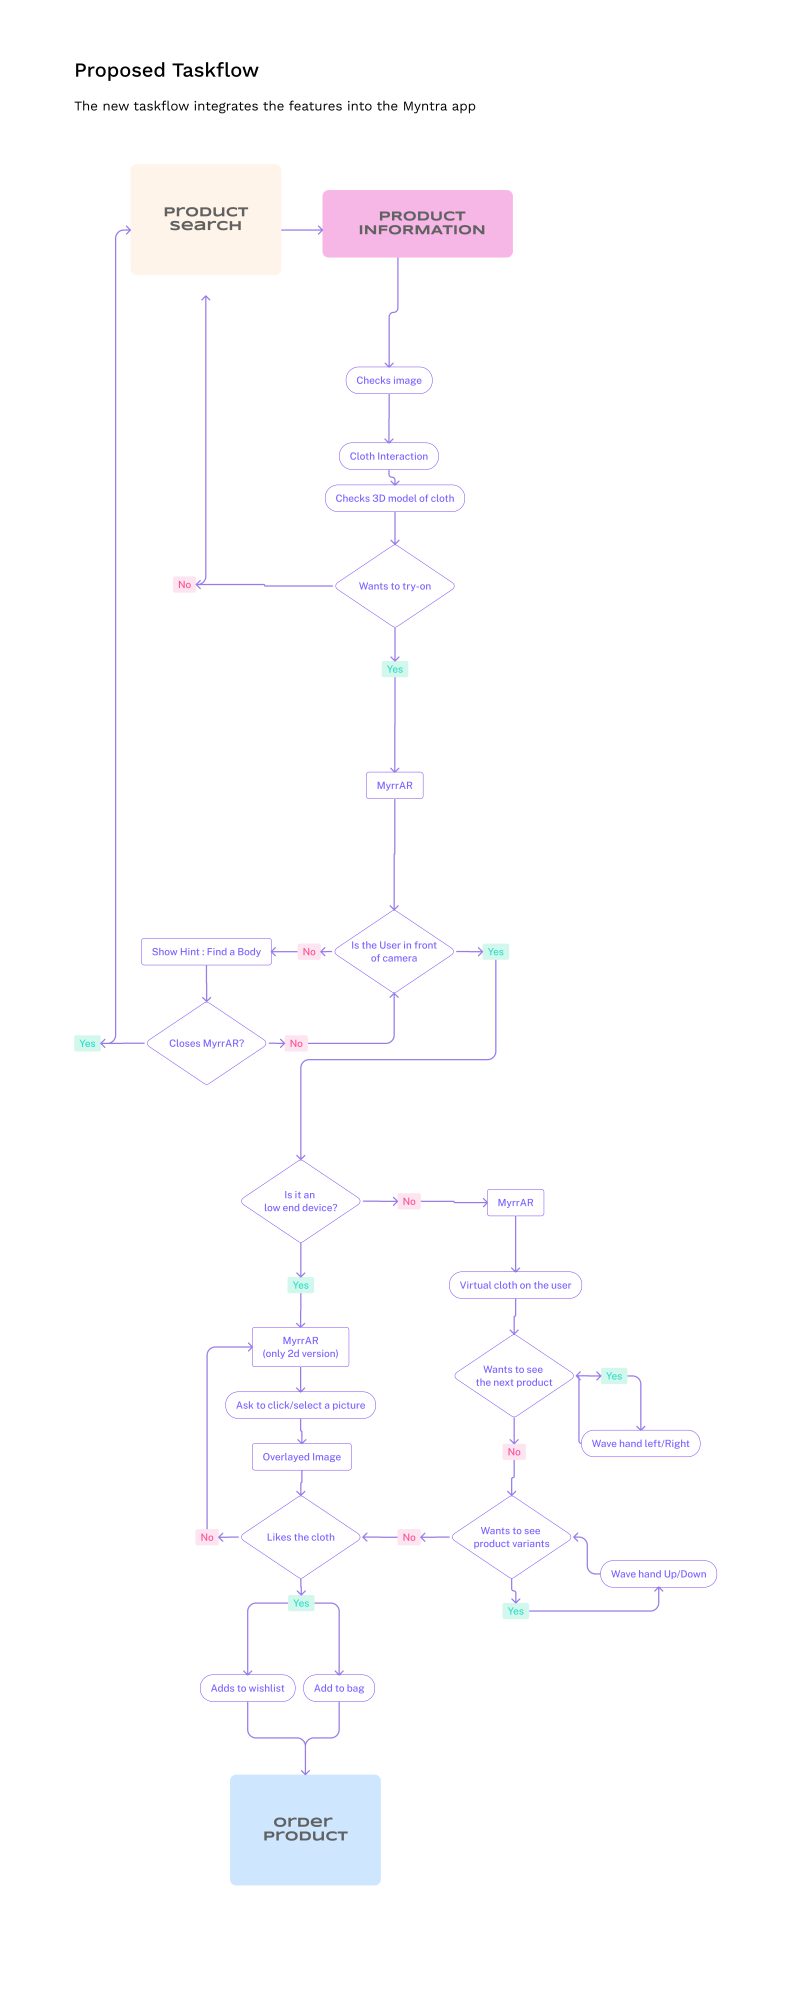 Proposed Taskflow
The new taskflow integrates the features into the Myntra app
Product
Search
Product
Information
Checks image
Cloth Interaction
Checks 3D model of cloth
Wants to try-on
No
Yes
MyrrAR
Is the User in front
of camera
No
Yes
Show Hint : Find a Body
Closes MyrrAR?
Yes
No
Is it an
low end device?
No
MyrrAR
Yes
Virtual cloth on the user
MyrrAR
(only 2d version)
Wants to see
the next product
Yes
Ask to click/select a picture
Wave hand left/Right
No
Overlayed Image
Likes the cloth
No
No
Wants to see
product variants
Wave hand Up/Down
Yes
Yes
Adds to wishlist
Add to bag
Order
Product